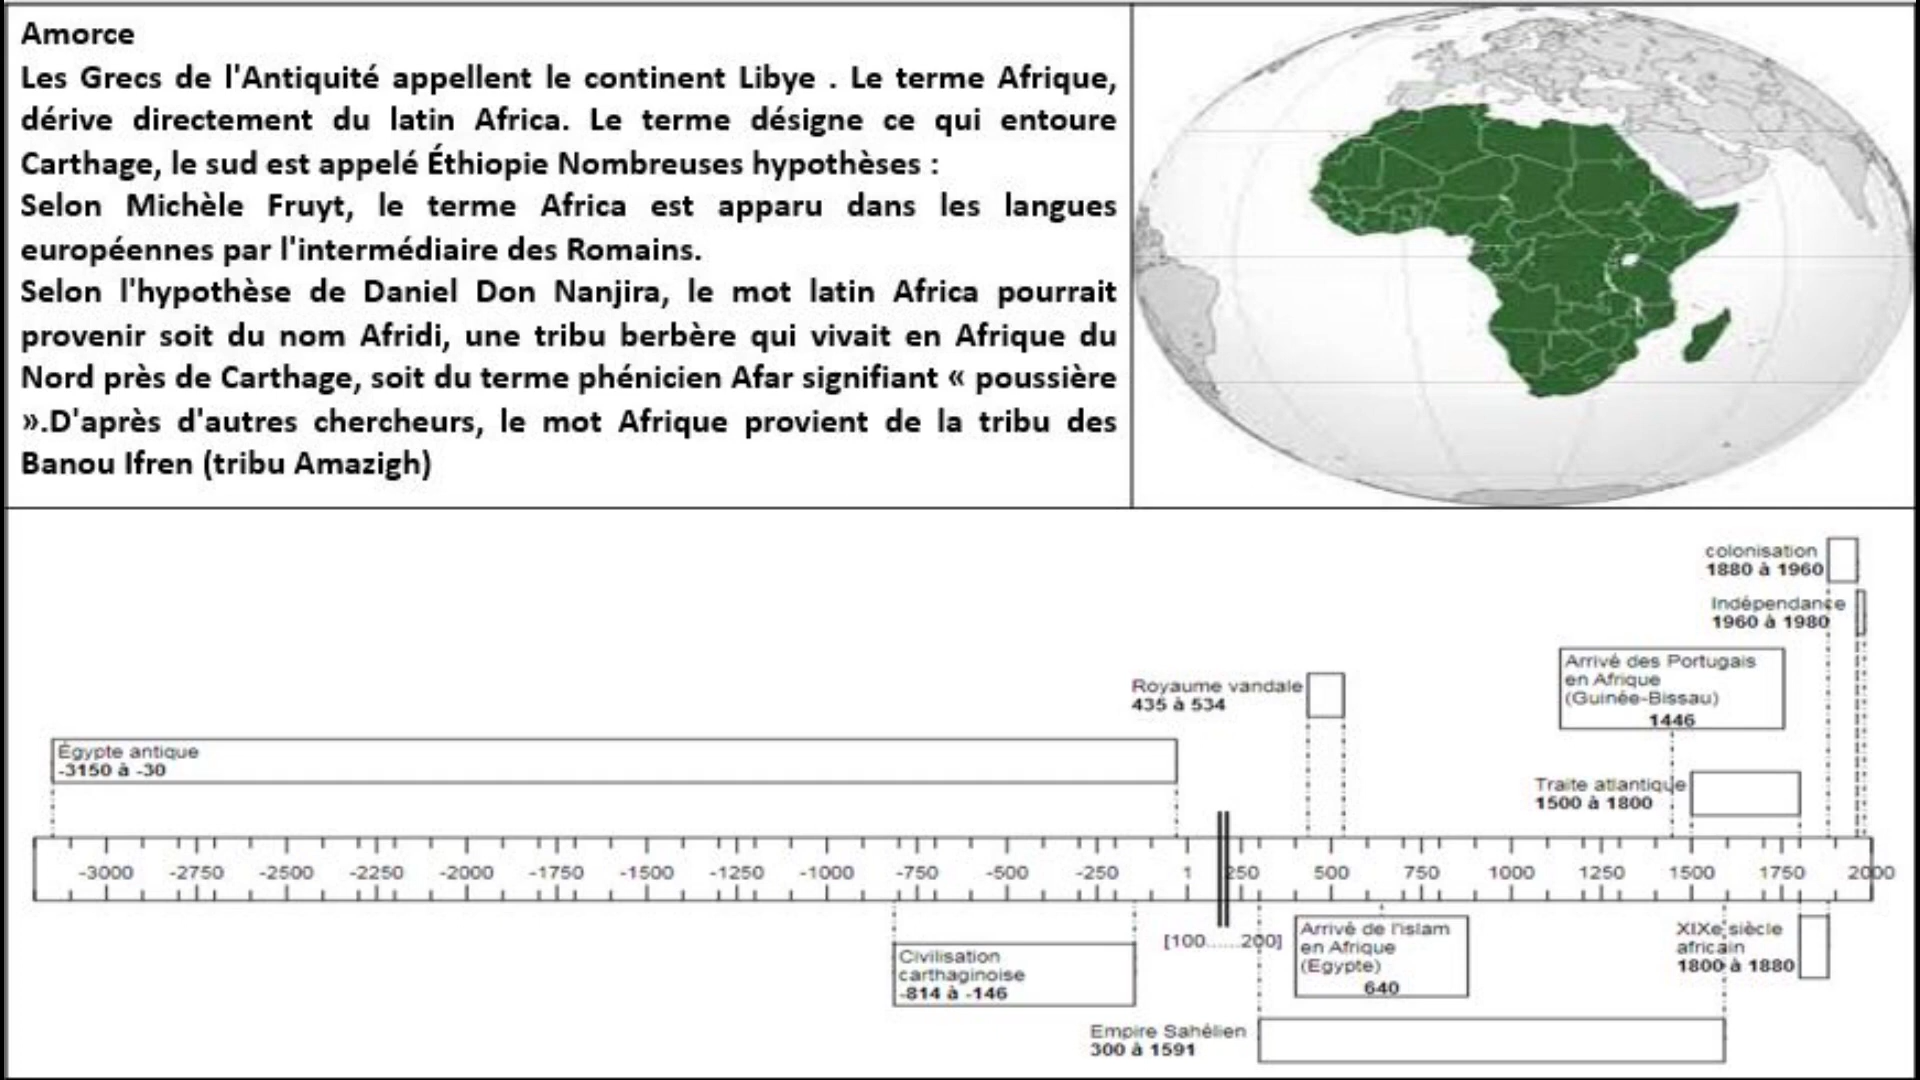 Amorce
Les Grecs de l'Antiquité appellent le continent Libye . Le terme Afrique,
dérive directement du latin Africa. Le terme désigne ce qui entoure
Carthage, le sud est appelé Éthiopie Nombreuses hypothèses :
Selon Michèle Fruyt, le terme Africa est apparu dans les langues
européennes par l'intermédiaire des Romains.
Selon l'hypothèse de Daniel Don Nanjira, le mot latin Africa pourrait
provenir soit du nom Afridi, une tribu berbère qui vivait en Afrique du
Nord près de Carthage, soit du terme phénicien Afar signifiant « poussière
».D'après d'autres chercheurs, le mot Afrique provient de la tribu des
Banou Ifren (tribu Amazigh)
colonisation
1880 à 1960
Indépendance
1960 à 1980
Arrivé des Portugais
en Afrique
(Guinée-Bissau)
1446
Royaume vandale
435 à 534
Égypte antique
-3150 à -30
Traite atlantique
1500 à 1800
-3000 -2750 -2500 -2250 -2000 -1750 -1500 -1250 -1000 -750 -500 -250 1 250 500 750 1000 1250 1500 1750 2000
[100......200]
Arrivé de l'islam
en Afrique
(Egypte)
640
XIXe siècle
africain
1800 à 1880
Civilisation
carthaginoise
-814 à -146
Empire Sahélien
300 à 1591